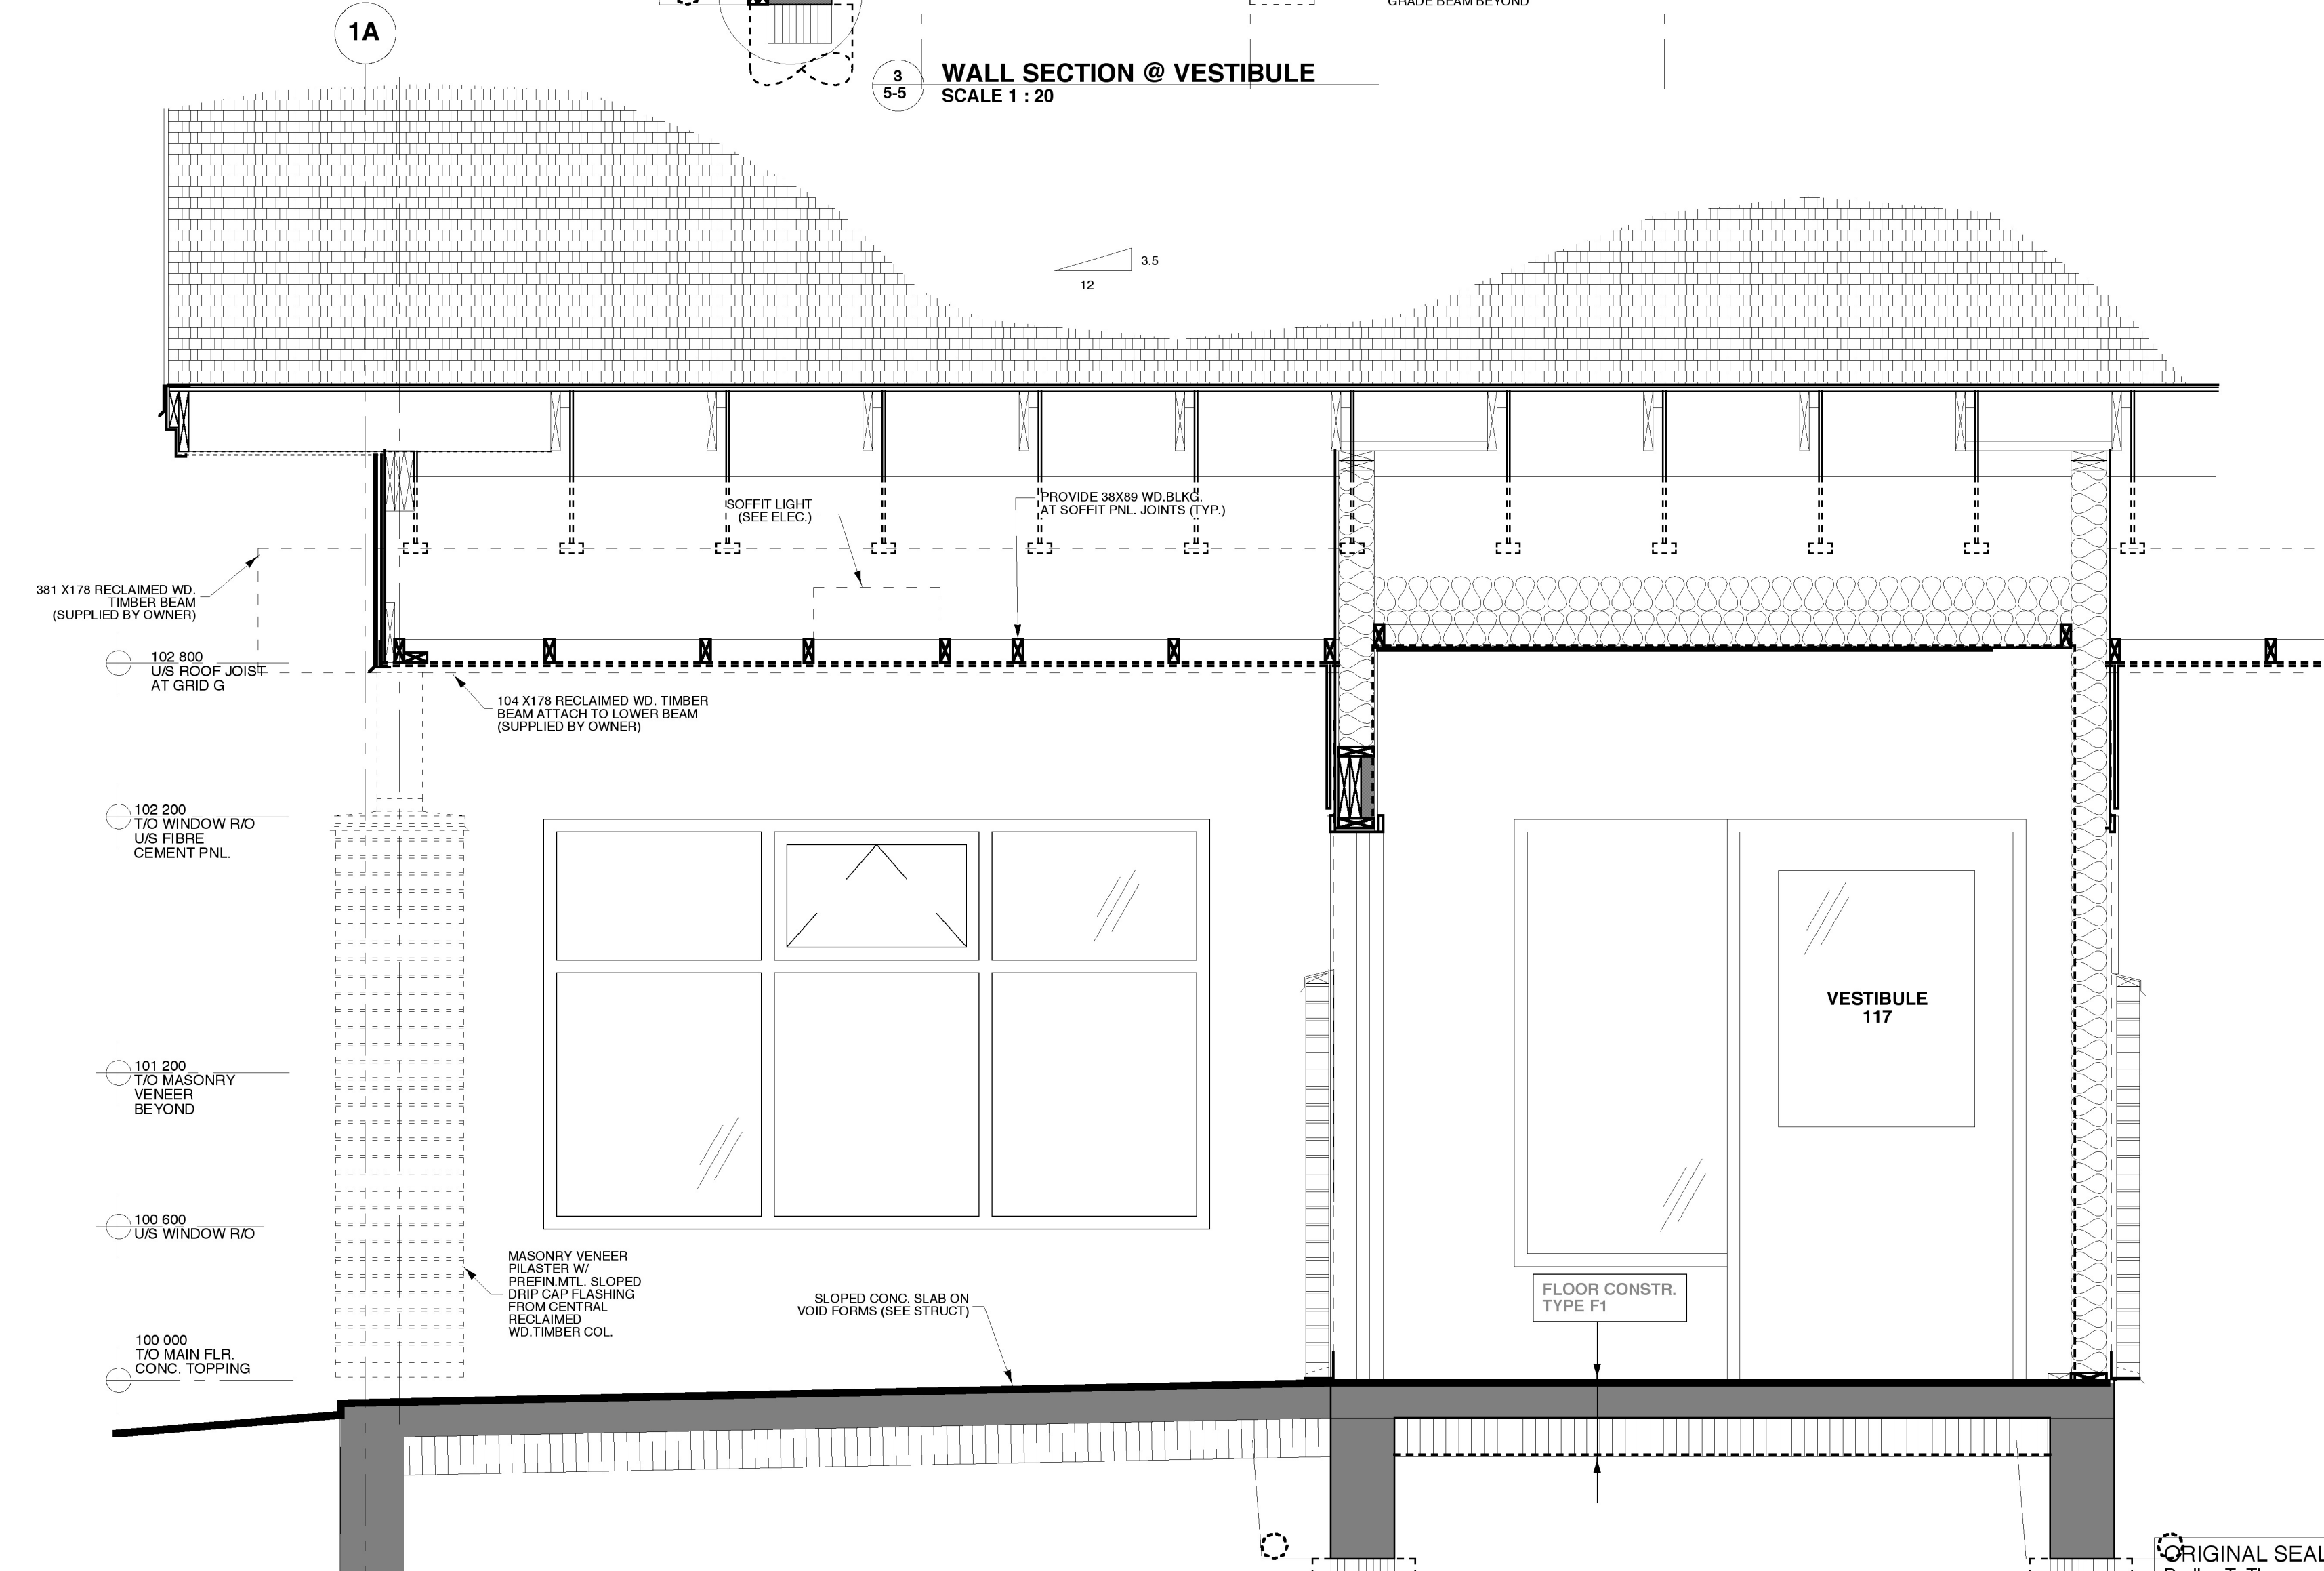 GRADE BEAM BEYOND
1A
3
5-5
WALL SECTION @ VESTIBULE
SCALE 1 : 20
3.5
12
SOFFIT LIGHT
(SEE ELEC.)
PROVIDE 38X89 WD.BLKG.
AT SOFFIT PNL. JOINTS (TYP.)
381 X178 RECLAIMED WD.
TIMBER BEAM
(SUPPLIED BY OWNER)
102 800
U/S ROOF JOIST
AT GRID G
104 X178 RECLAIMED WD. TIMBER
BEAM ATTACH TO LOWER BEAM
(SUPPLIED BY OWNER)
102 200
T/O WINDOW R/O
U/S FIBRE
CEMENT PNL.
VESTIBULE
117
101 200
T/O MASONRY
VENEER
BEYOND
100 600
U/S WINDOW R/O
MASONRY VENEER
PILASTER W/
PREFIN.MTL. SLOPED
DRIP CAP FLASHING
FROM CENTRAL
RECLAIMED
WD.TIMBER COL.
SLOPED CONC. SLAB ON
VOID FORMS (SEE STRUCT)
FLOOR CONSTR.
TYPE F1
100 000
T/O MAIN FLR.
CONC. TOPPING
ORIGINAL SEAL